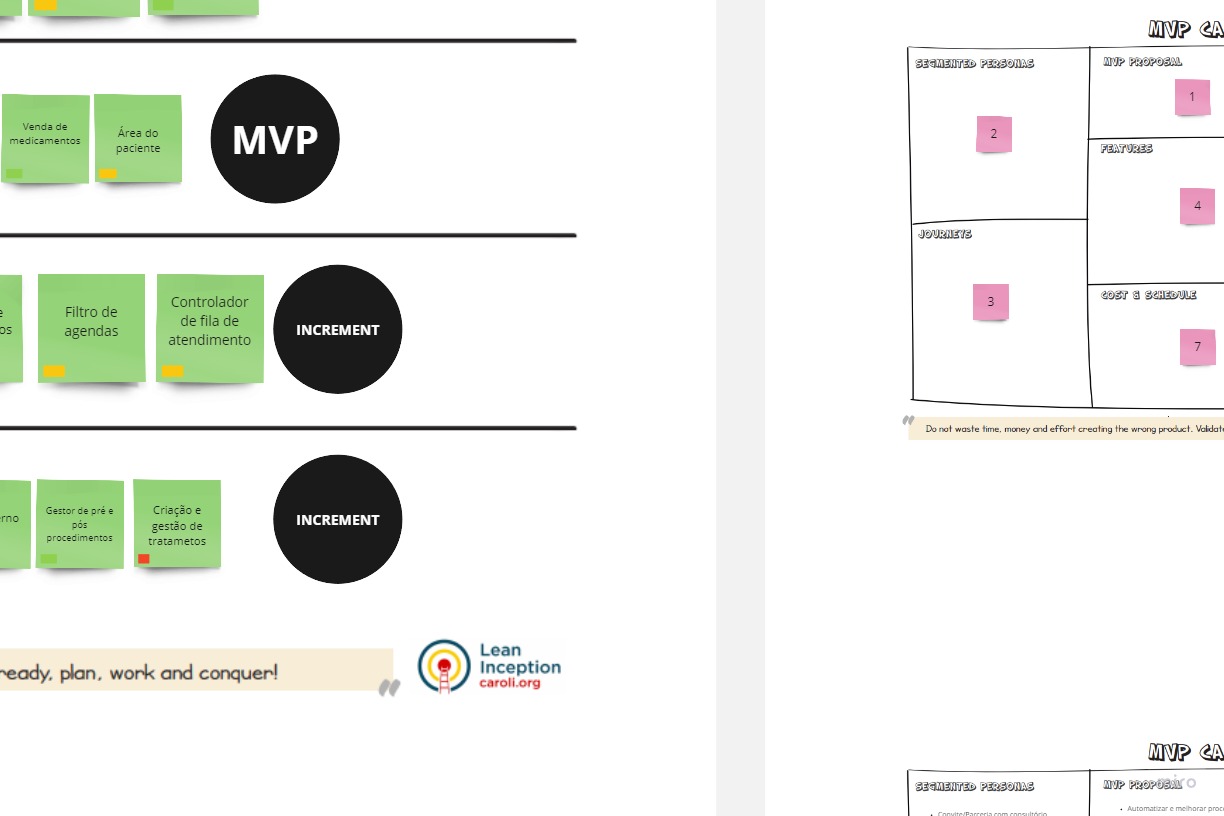 Venda de
medicamentos
Área do
paciente
MVP
e
os
Filtro de
agendas
Controlador
de fila de
atendimento
INCREMENT
erno
Gestor de pré e
pós
procedimentos
Criação e
gestão de
tratametos
INCREMENT
ready, plan, work and conquer!
Lean
Inception
caroli.org
MVP CA
SEGMENTED PERSONAS
2
MVP PROPOSAL
1
FEATURES
4
JOURNEYS
3
COST & SCHEDULE
7
Do not waste time, money and effort creating the wrong product. Validate
MVP CA
SEGMENTED PERSONAS
MVP PROPOSAL
miro
• Automatizar e melhorar proce
• Convite/Parceria com consultório